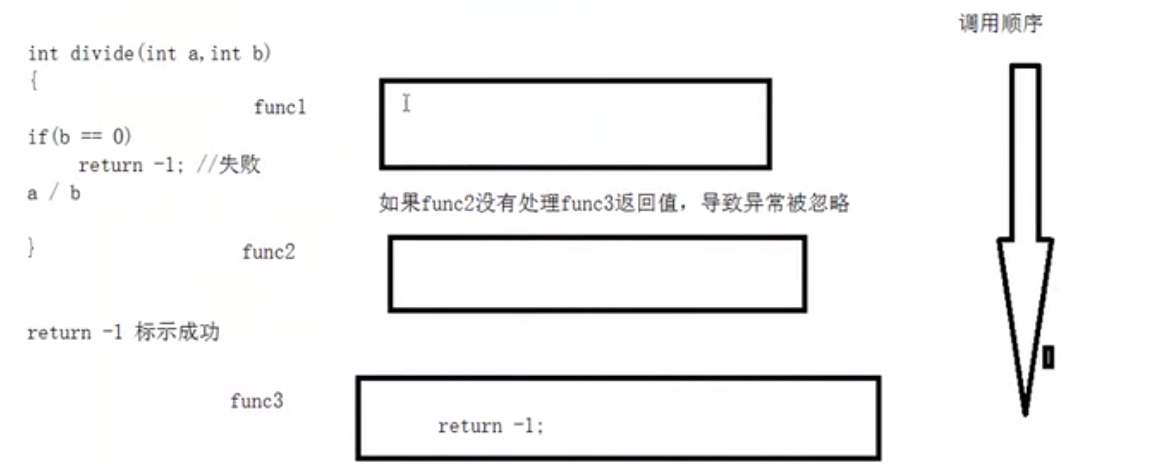 调用顺序
int divide(int a,int b)
{
func1
if(b == 0)
return -1; //失败
a / b
如果func2没有处理func3返回值，导致异常被忽略
}
func2
return -1 标示成功
func3
return -1;